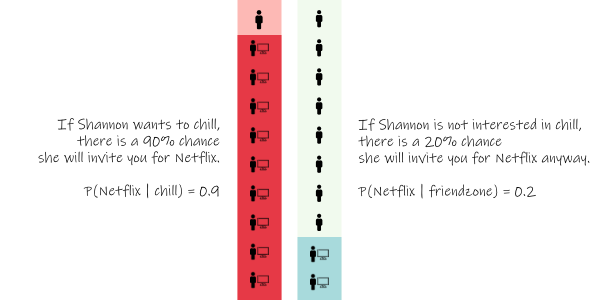 If Shannon wants to chill,
there is a 90% chance
she will invite you for Netflix.
P(Netflix | chill) = 0.9
If Shannon is not interested in chill,
there is a 20% chance
she will invite you for Netflix anyway.
P(Netflix | friendzone) = 0.2